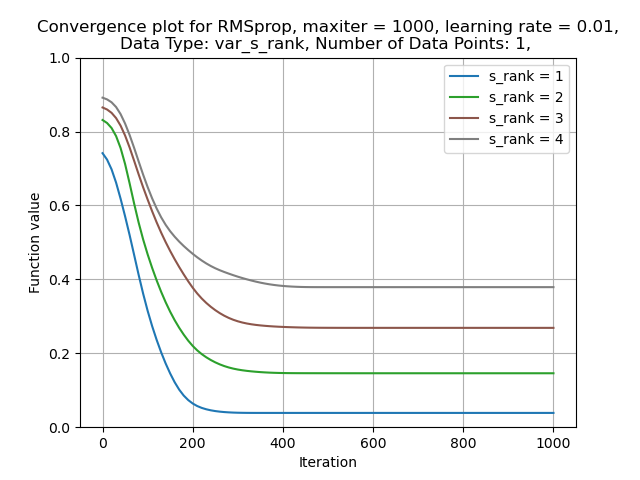 Convergence plot for RMSprop, maxiter = 1000, learning rate = 0.01,
Data Type: var_s_rank, Number of Data Points: 1,
1.0
0.8
0.6
0.4
0.2
0.0
Function value
s_rank = 1
s_rank = 2
s_rank = 3
s_rank = 4
0 200 400 600 800 1000
Iteration